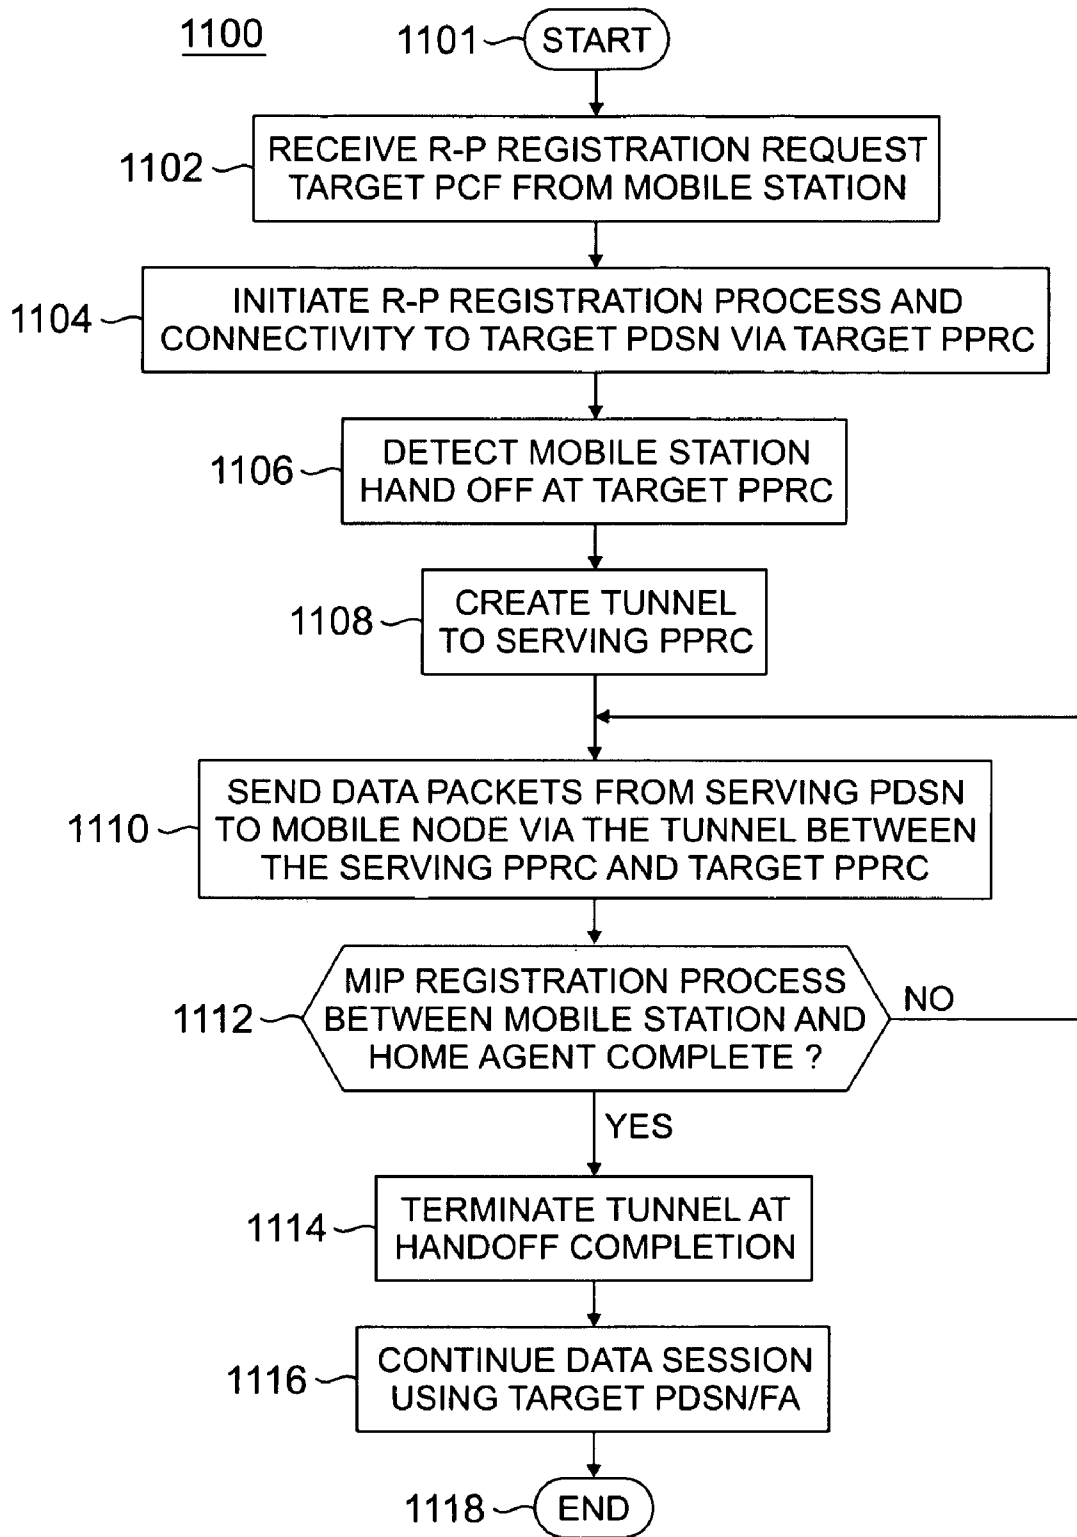 1100
1101
START
1102
RECEIVE R-P REGISTRATION REQUEST
TARGET PCF FROM MOBILE STATION
1104
INITIATE R-P REGISTRATION PROCESS AND
CONNECTIVITY TO TARGET PDSN VIA TARGET PPRC
1106
DETECT MOBILE STATION
HAND OFF AT TARGET PPRC
1108
CREATE TUNNEL
TO SERVING PPRC
1110
SEND DATA PACKETS FROM SERVING PDSN
TO MOBILE NODE VIA THE TUNNEL BETWEEN
THE SERVING PPRC AND TARGET PPRC
1112
MIP REGISTRATION PROCESS
BETWEEN MOBILE STATION AND
HOME AGENT COMPLETE ?
NO
YES
1114
TERMINATE TUNNEL AT
HANDOFF COMPLETION
1116
CONTINUE DATA SESSION
USING TARGET PDSN/FA
1118
END